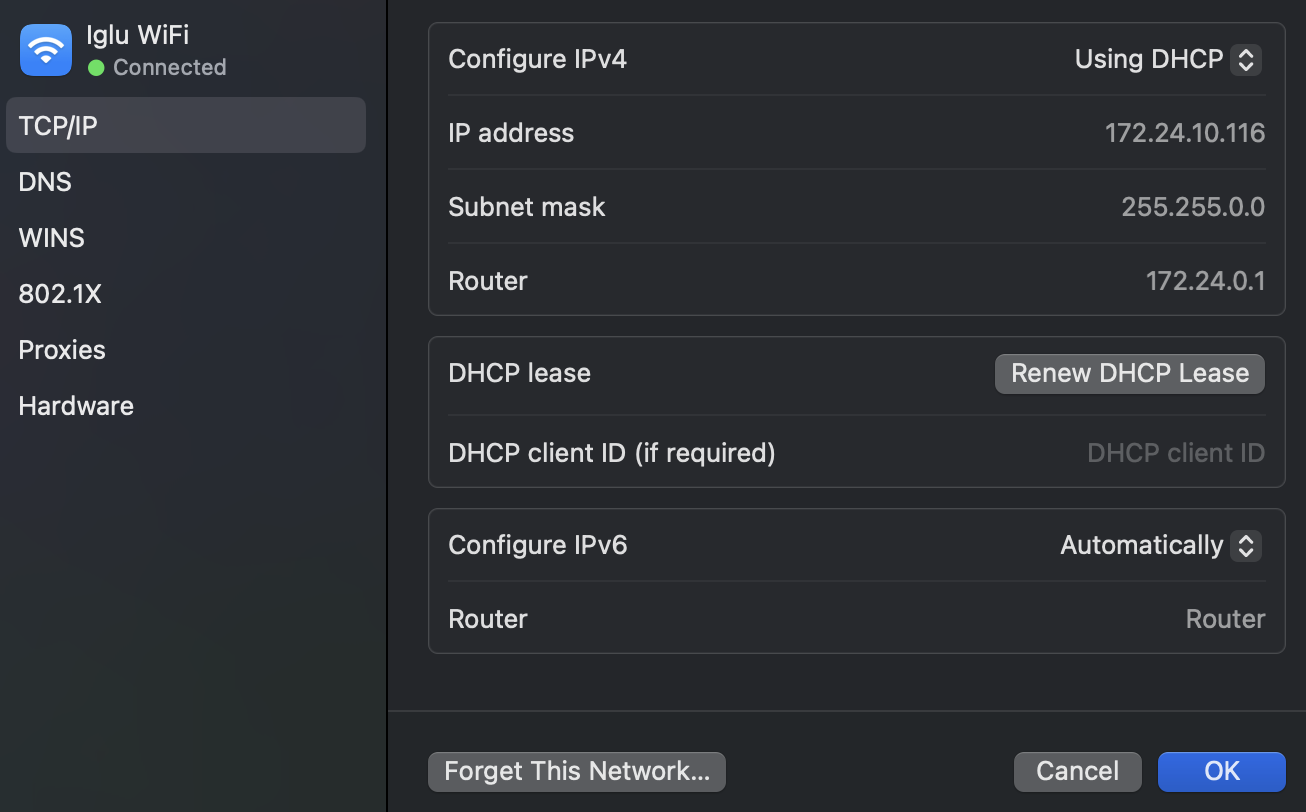 Iglu WiFi
Connected
TCP/IP
DNS
WINS
802.1X
Proxies
Hardware
Configure IPv4 Using DHCP
IP address 172.24.10.116
Subnet mask 255.255.0.0
Router 172.24.0.1
DHCP lease Renew DHCP Lease
DHCP client ID (if required) DHCP client ID
Configure IPv6 Automatically
Router Router
Forget This Network... Cancel OK